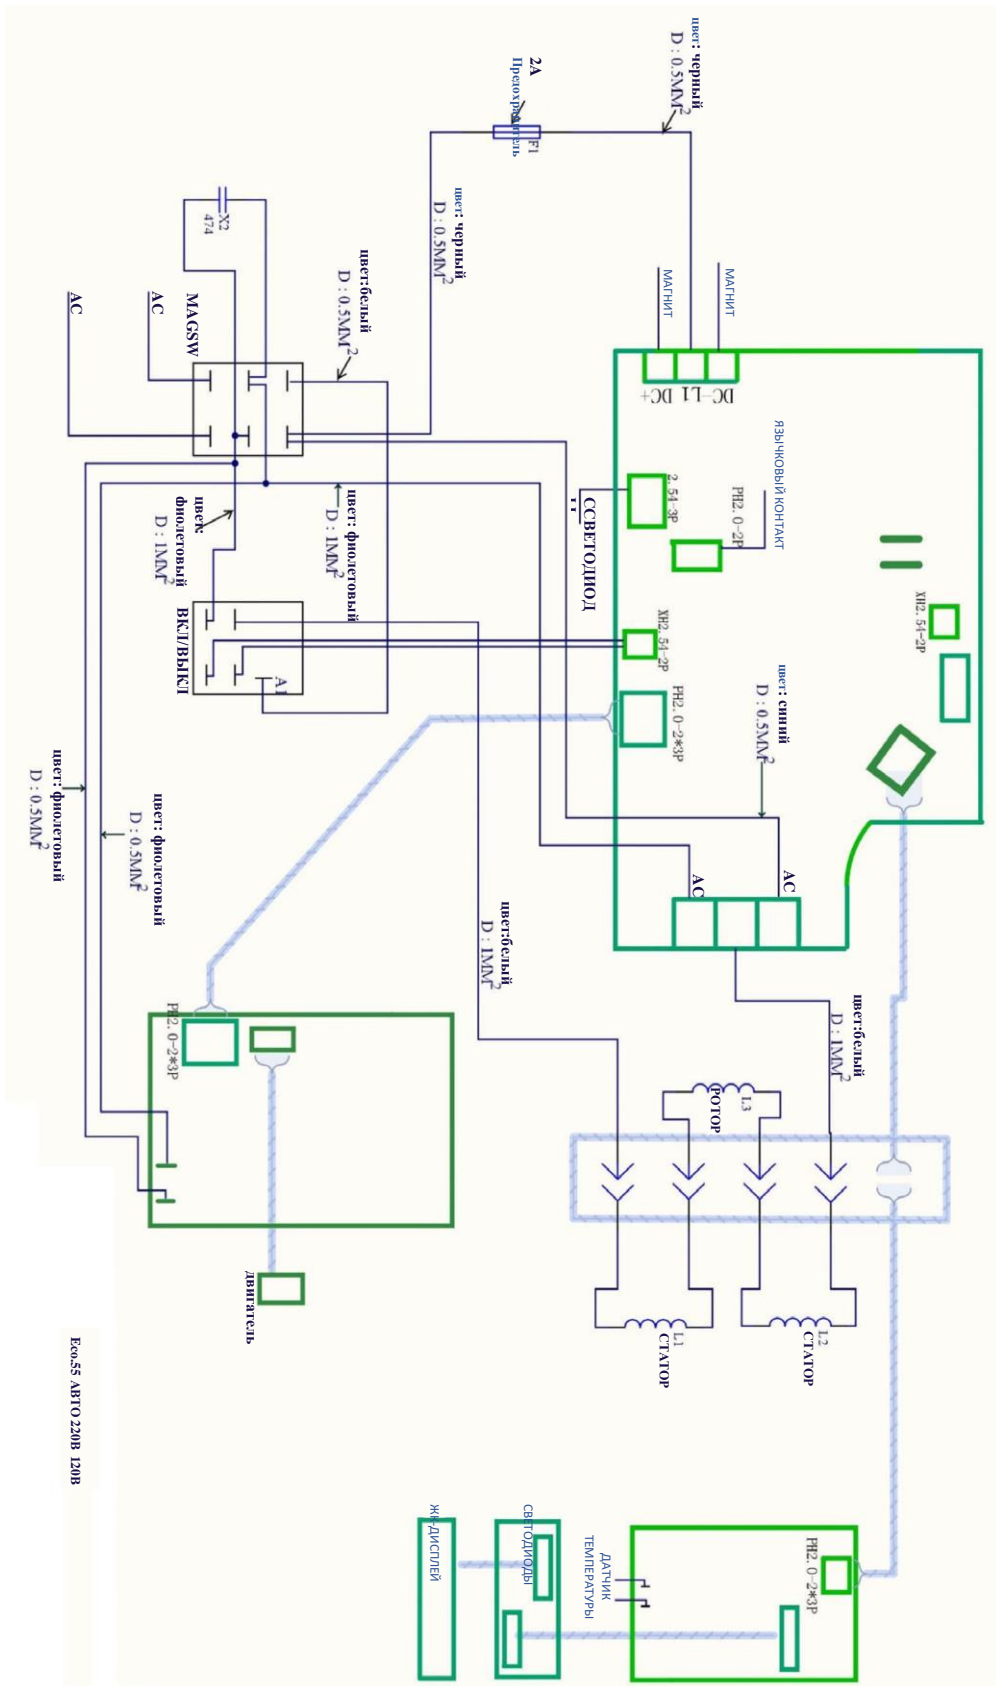 цвет: черный
D : 0.5MM²
2A
Предохранитель
F1
цвет: черный
D : 0.5MM²
X2
474
цвет:белый
D : 0.5MM²
МАГНИТ
МАГНИТ
AC
AC
MAGSW
DC-L1 DC+
ЯЗЫЧКОВЫЙ КОНТАКТ
2.54-3P
PH2.0-2P
ССВЕТОДИОД
цвет: фиолетовый
D : 1MM²
цвет:
фиолетовый
D : 1MM²
XH2.54-2P
XH2.54-2P
ВКЛ/ВЫКЛ
A1
PH2.0-2*3P
цвет: синий
D : 0.5MM²
цвет: фиолетовый
D : 0.5MM²
цвет: фиолетовый
D : 0.5MM²
AC
AC
цвет:белый
D : 1MM²
цвет:белый
D : 1MM²
PH2.0-2*3P
L3
РОТОР
двигатель
L1
СТАТОР
L2
СТАТОР
Eco.55 АВТО 220В 120В
ЖК-ДИСПЛЕЙ
СВЕТОДИОДЫ
ДАТЧИК
ТЕМПЕРАТУРЫ
PH2.0-2*3P